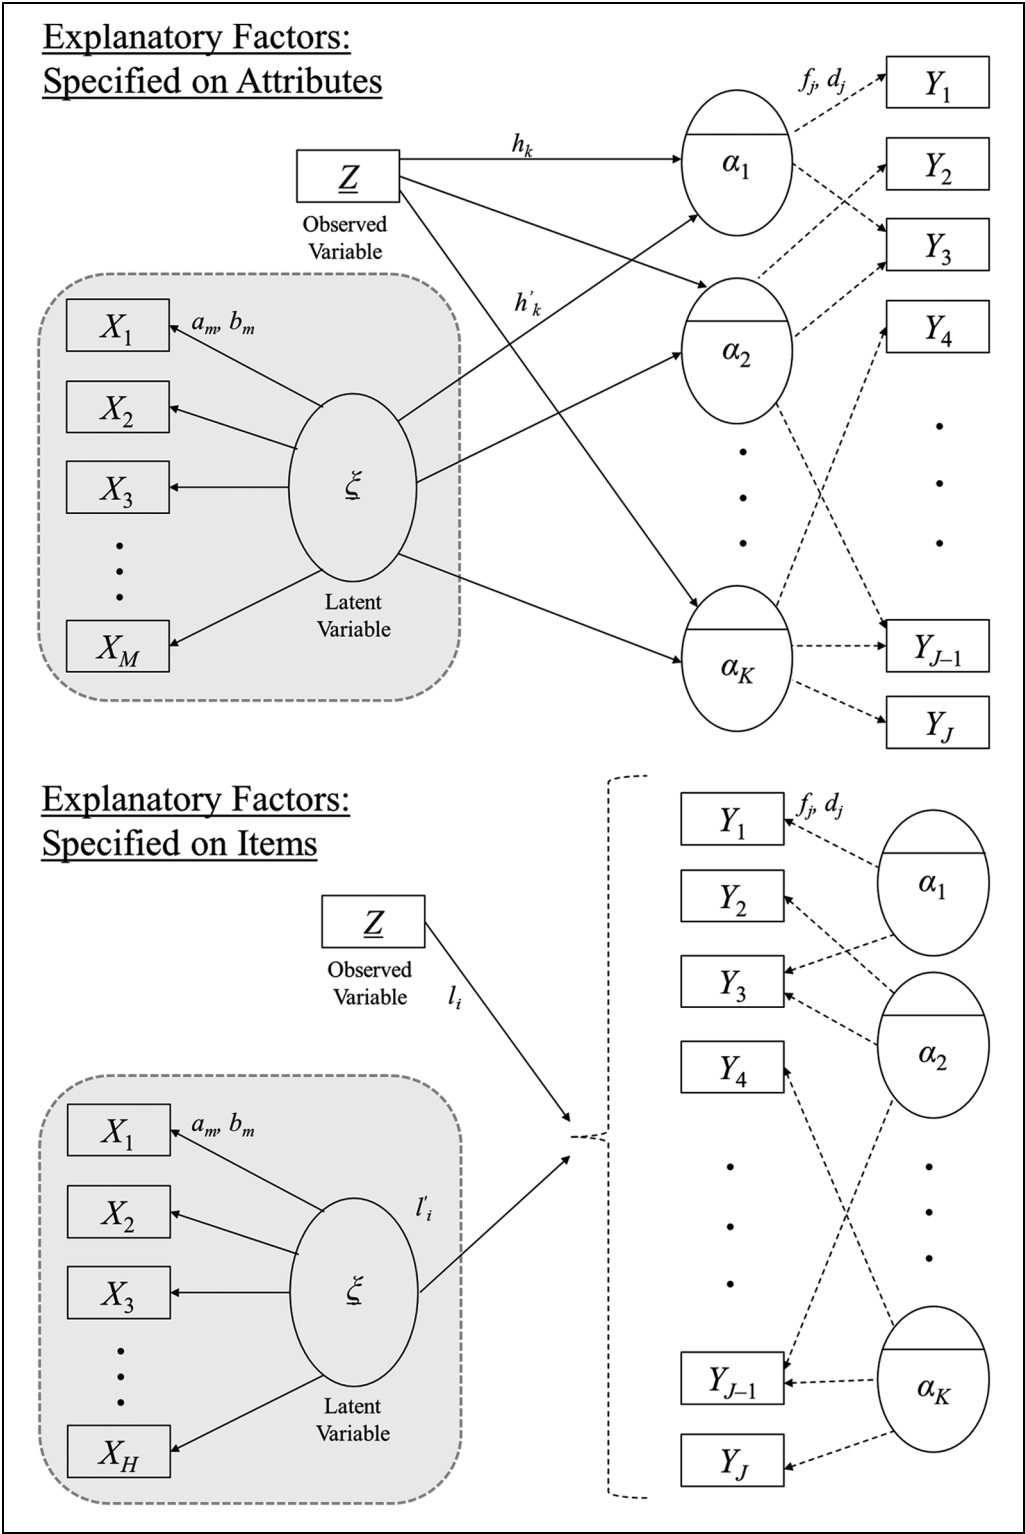 Explanatory Factors:
Specified on Attributes
Z
Observed
Variable
h_k
h'_k
X_1
X_2
X_3
X_M
a_m, b_m
ξ
Latent
Variable
α_1
α_2
α_K
f_j, d_j
Y_1
Y_2
Y_3
Y_4
Y_{J–1}
Y_J
Explanatory Factors:
Specified on Items
Z
Observed
Variable
l_i
l'_i
X_1
X_2
X_3
X_H
a_m, b_m
ξ
Latent
Variable
Y_1
Y_2
Y_3
Y_4
Y_{J–1}
Y_J
f_j, d_j
α_1
α_2
α_K